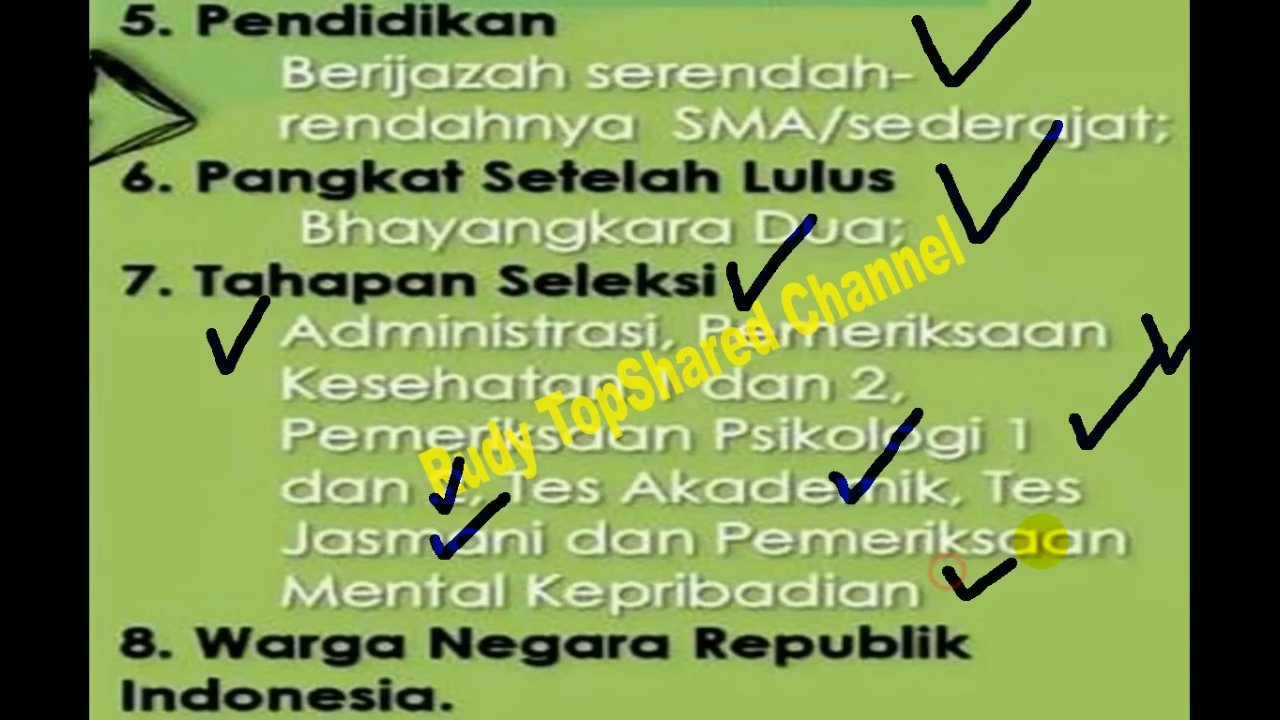 5. Pendidikan
Berijazah serendah-
rendahnya SMA/sederajat;
6. Pangkat Setelah Lulus
Bhayangkara Dua;
7. Tahapan Seleksi
Administrasi, Pemeriksaan
Kesehatan 1 dan 2,
Pemeriksaan Psikologi 1
dan 2, Tes Akademik, Tes
Jasmani dan Pemeriksaan
Mental Kepribadian
8. Warga Negara Republik
Indonesia.
Rudy TopShared Channel